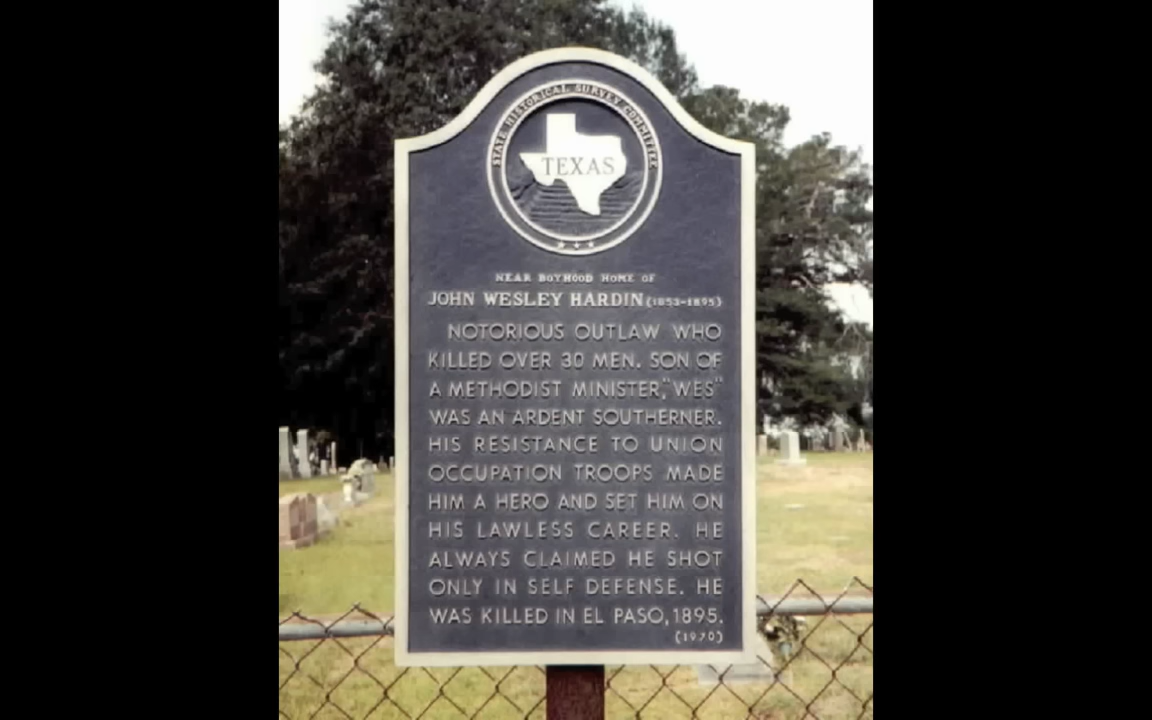 STATE HISTORICAL SURVEY COMMITTEE
TEXAS
NEAR BOYHOOD HOME OF
JOHN WESLEY HARDIN (1853-1895)
NOTORIOUS OUTLAW WHO
KILLED OVER 30 MEN. SON OF
A METHODIST MINISTER, "WES"
WAS AN ARDENT SOUTHERNER.
HIS RESISTANCE TO UNION
OCCUPATION TROOPS MADE
HIM A HERO AND SET HIM ON
HIS LAWLESS CAREER. HE
ALWAYS CLAIMED HE SHOT
ONLY IN SELF DEFENSE. HE
WAS KILLED IN EL PASO, 1895.
(1970)